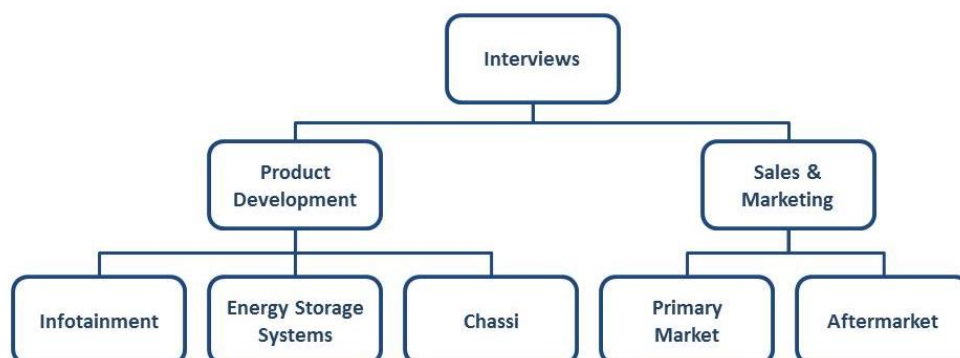 Interviews
Product
Development
Sales &
Marketing
Infotainment
Energy Storage
Systems
Chassi
Primary
Market
Aftermarket